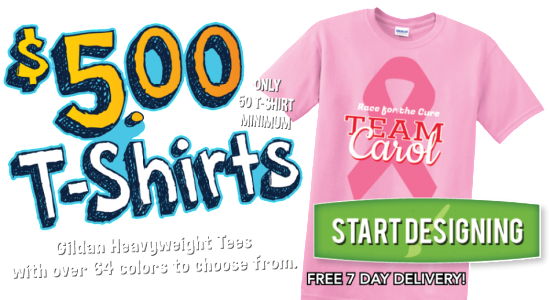 $5.00
T-Shirts
ONLY
50 T-SHIRT
MINIMUM
Gildan Heavyweight Tees
with over 64 colors to choose from.
Race for the Cure
TEAM
Carol
START DESIGNING
FREE 7 DAY DELIVERY!